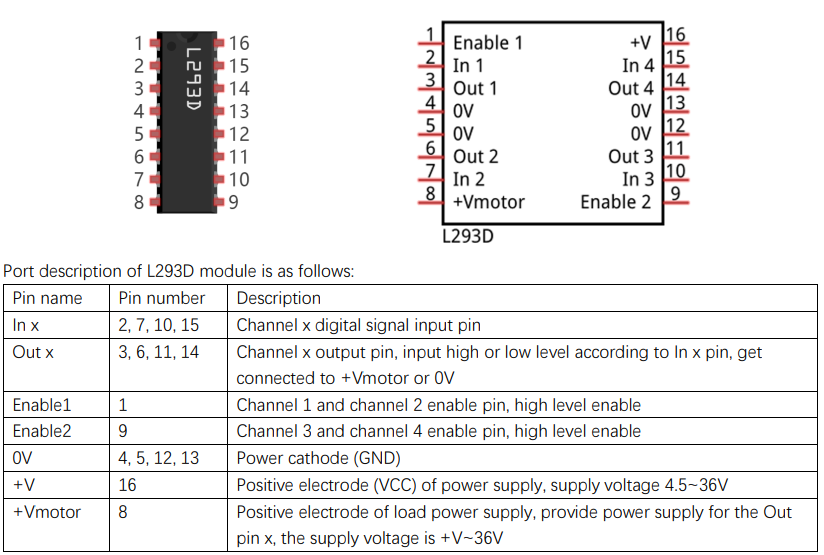 1 16
2 15
3 14
4 13
5 12
6 11
7 10
8 9
L293D
1 Enable 1 +V 16
2 In 1 In 4 15
3 Out 1 Out 4 14
4 0V 0V 13
5 0V 0V 12
6 Out 2 Out 3 11
7 In 2 In 3 10
8 +Vmotor Enable 2 9
L293D
Port description of L293D module is as follows:
Pin name Pin number Description
In x 2, 7, 10, 15 Channel x digital signal input pin
Out x 3, 6, 11, 14 Channel x output pin, input high or low level according to In x pin, get
connected to +Vmotor or 0V
Enable1 1 Channel 1 and channel 2 enable pin, high level enable
Enable2 9 Channel 3 and channel 4 enable pin, high level enable
0V 4, 5, 12, 13 Power cathode (GND)
+V 16 Positive electrode (VCC) of power supply, supply voltage 4.5~36V
+Vmotor 8 Positive electrode of load power supply, provide power supply for the Out
pin x, the supply voltage is +V~36V